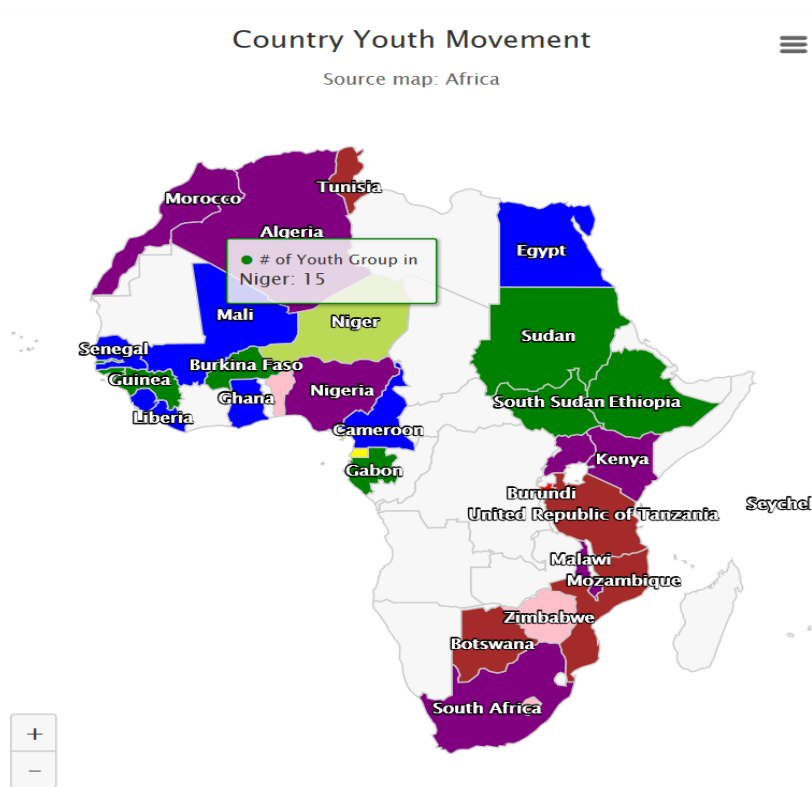 Country Youth Movement
Source map: Africa
Tunisia
Morocco
Algeria
● # of Youth Group in
Niger: 15
Egypt
Mali
Niger
Sudan
Senegal
Burkina Faso
Guinea
Nigeria
Ghana
South Sudan
Ethiopia
Liberia
Cameroon
Kenya
Gabon
Burundi
Seychel
United Republic of Tanzania
Malawi
Mozambique
Zimbabwe
Botswana
South Africa
+
−